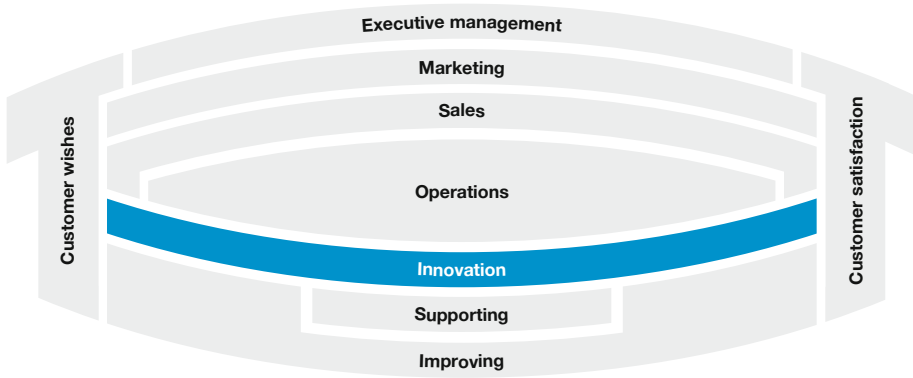 Executive management
Marketing
Sales
Customer wishes
Operations
Customer satisfaction
Innovation
Supporting
Improving